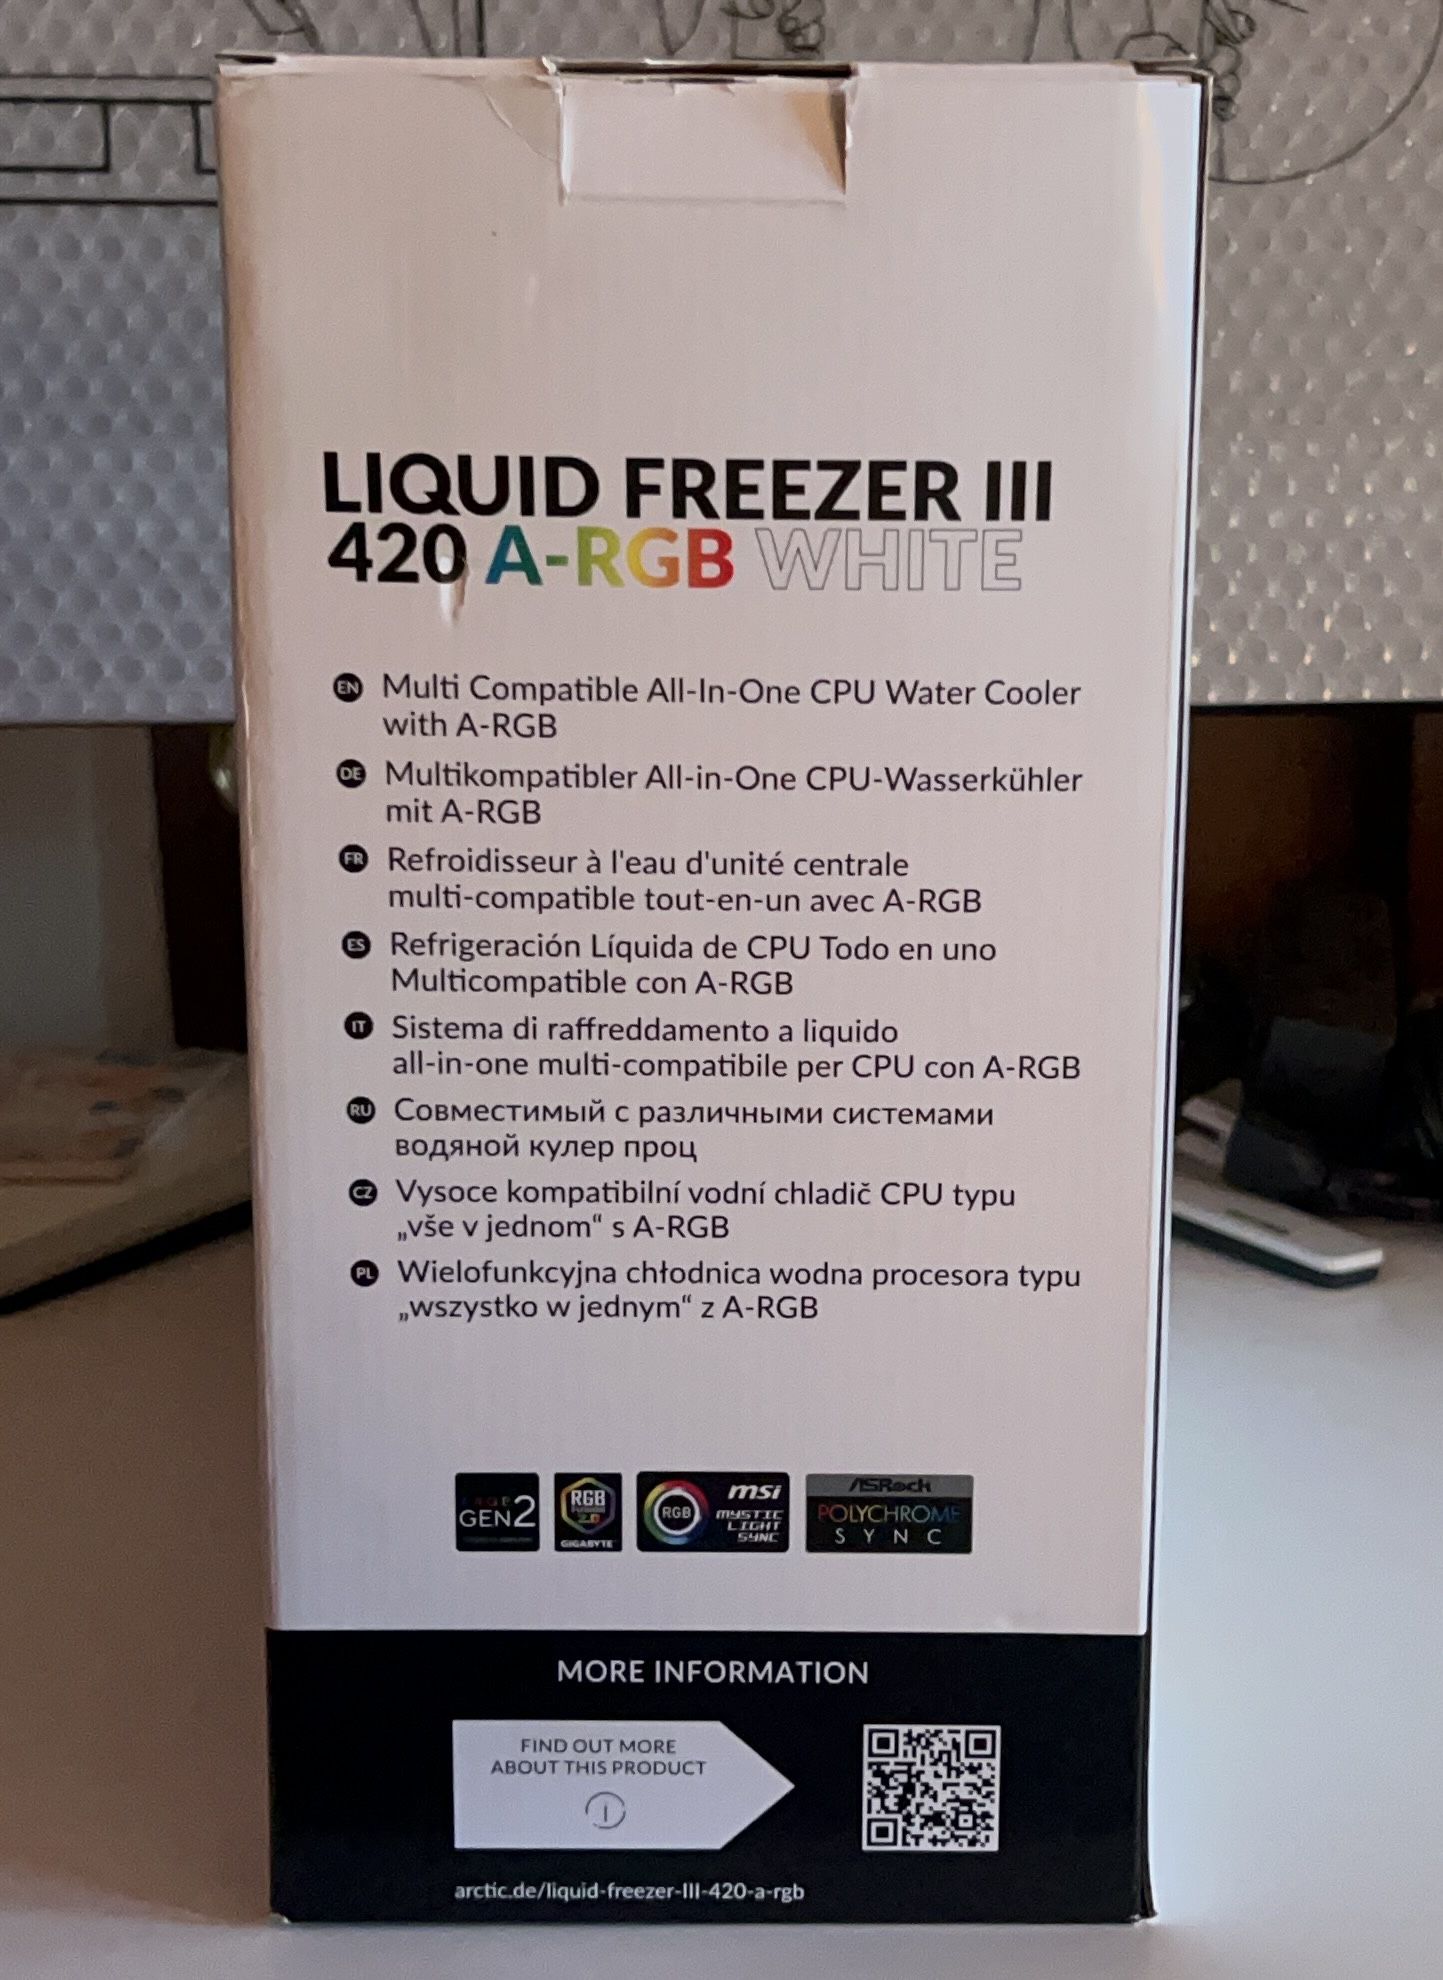 LIQUID FREEZER III
420 A-RGB WHITE
EN Multi Compatible All-In-One CPU Water Cooler
with A-RGB
DE Multikompatibler All-in-One CPU-Wasserkühler
mit A-RGB
FR Refroidisseur à l'eau d'unité centrale
multi-compatible tout-en-un avec A-RGB
ES Refrigeración Líquida de CPU Todo en uno
Multicompatible con A-RGB
IT Sistema di raffreddamento a liquido
all-in-one multi-compatibile per CPU con A-RGB
RU Совместимый с различными системами
водяной кулер проц
CZ Vysoce kompatibilní vodní chladič CPU typu
„vše v jednom“ s A-RGB
PL Wielofunkcyjna chłodnica wodna procesora typu
„wszystko w jednym“ z A-RGB
GEN2
RGB
FUSION
2.0
GIGABYTE
RGB
msi
MYSTIC
LIGHT
SYNC
ASRock
POLYCHROME
SYNC
MORE INFORMATION
FIND OUT MORE
ABOUT THIS PRODUCT
i
arctic.de/liquid-freezer-III-420-a-rgb